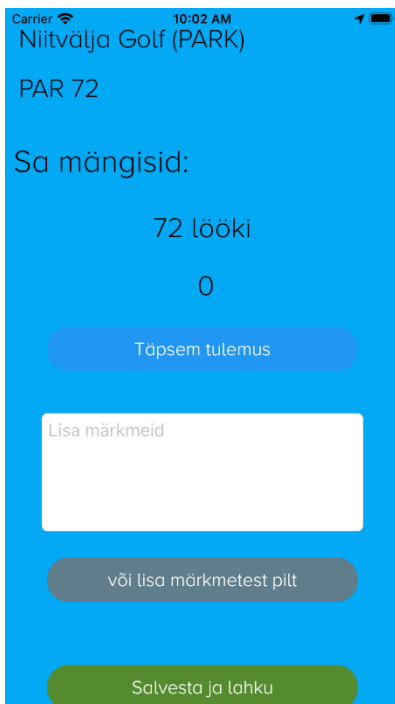 Carrier 10:02 AM
Niitvälja Golf (PARK)
PAR 72
Sa mängisid:
72 lööki
0
Täpsem tulemus
Lisa märkmeid
või lisa märkmetest pilt
Salvesta ja lahku